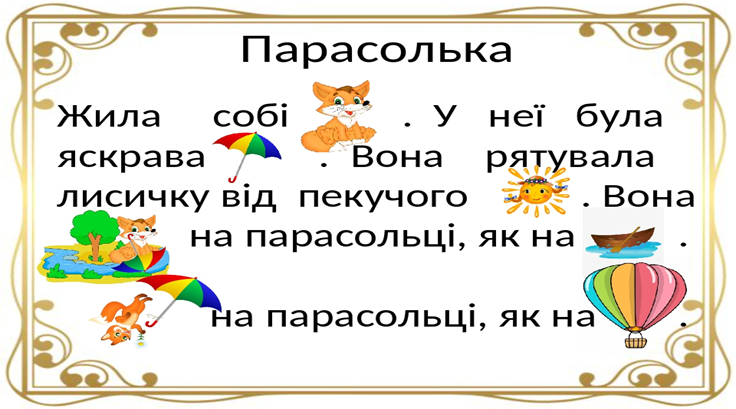 Парасолька
Жила собі . У неї була
яскрава . Вона рятувала
лисичку від пекучого . Вона
на парасольці, як на .
на парасольці, як на .